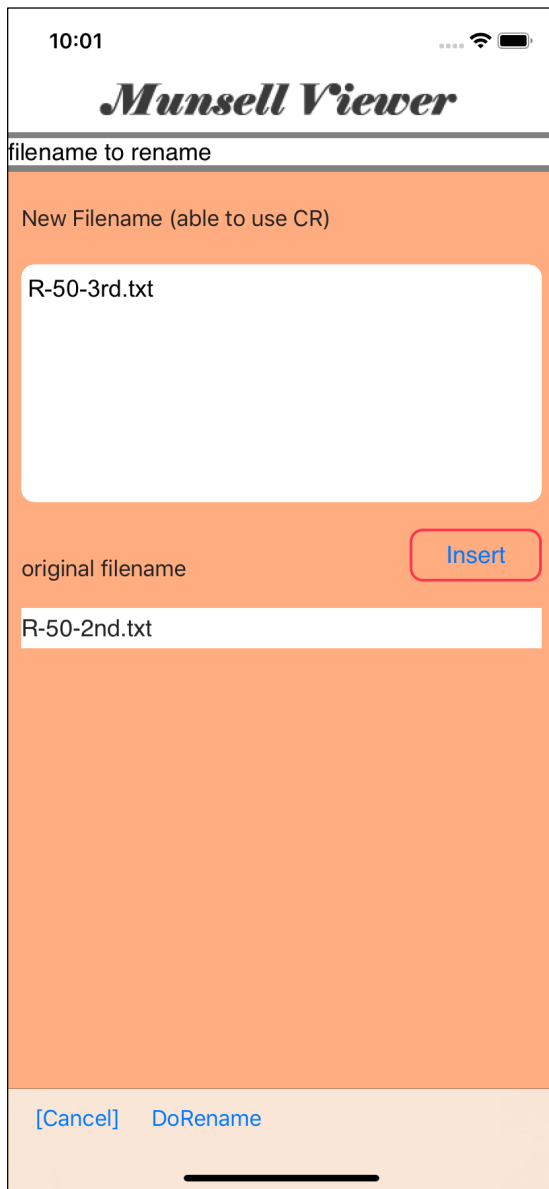 10:01
Munsell Viewer
filename to rename
New Filename (able to use CR)
R-50-3rd.txt
Insert
original filename
R-50-2nd.txt
[Cancel] DoRename